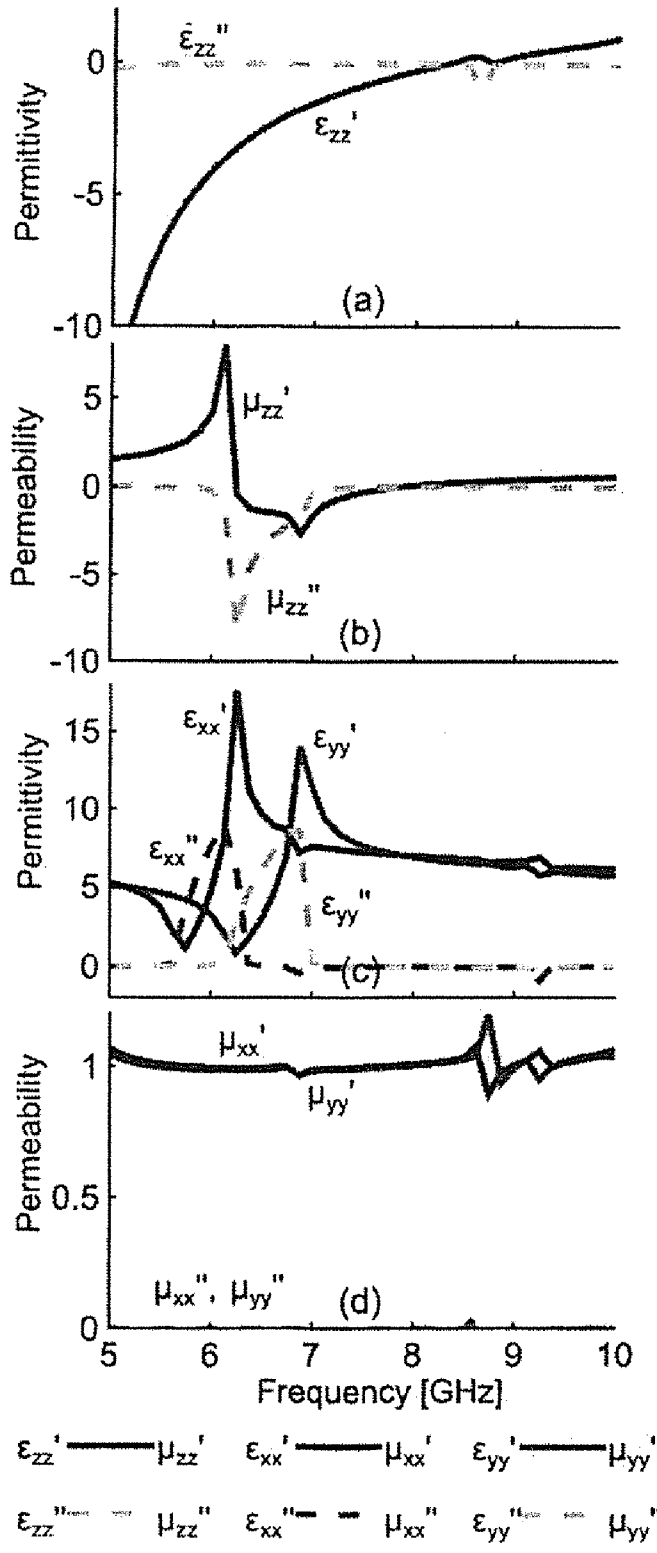 0
-5
-10
Permittivity
εzz''
εzz'
(a)
5
0
-5
-10
Permeability
μzz'
μzz''
(b)
15
10
5
0
Permittivity
εxx'
εyy'
εxx''
εyy''
(c)
1
0.5
0
Permeability
μxx'
μyy'
μxx'', μyy''
(d)
5 6 7 8 9 10
Frequency [GHz]
εzz' μzz' εxx' μxx' εyy' μyy'
εzz'' μzz'' εxx'' μxx'' εyy'' μyy''